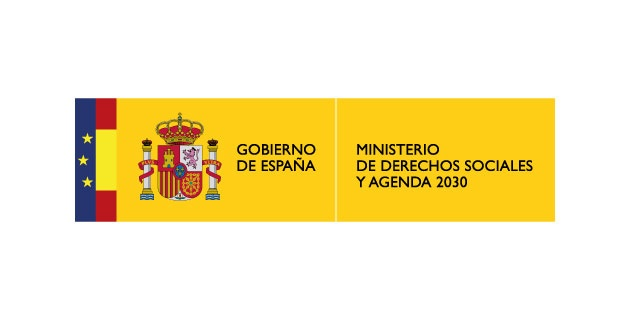 GOBIERNO
DE ESPAÑA
MINISTERIO
DE DERECHOS SOCIALES
Y AGENDA 2030